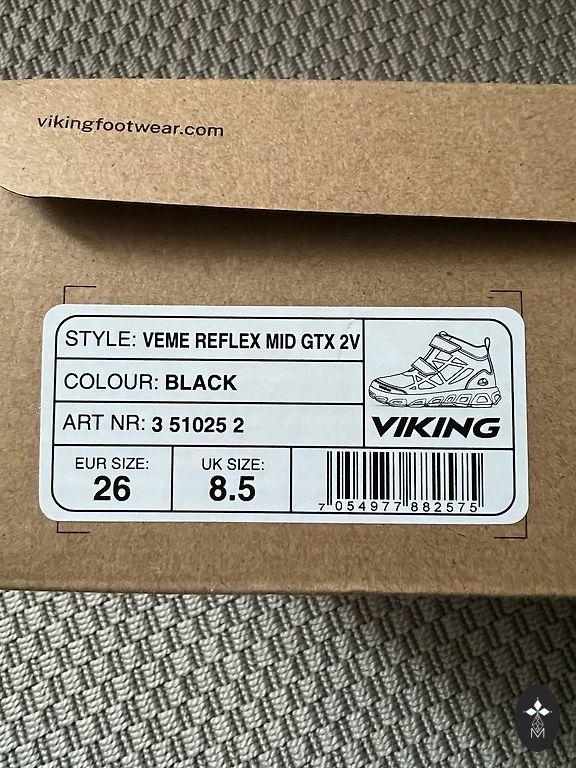 vikingfootwear.com
STYLE: VEME REFLEX MID GTX 2V
COLOUR: BLACK
ART NR: 3 51025 2
VIKING
EUR SIZE:
26
UK SIZE:
8.5
7 054977 882575
M